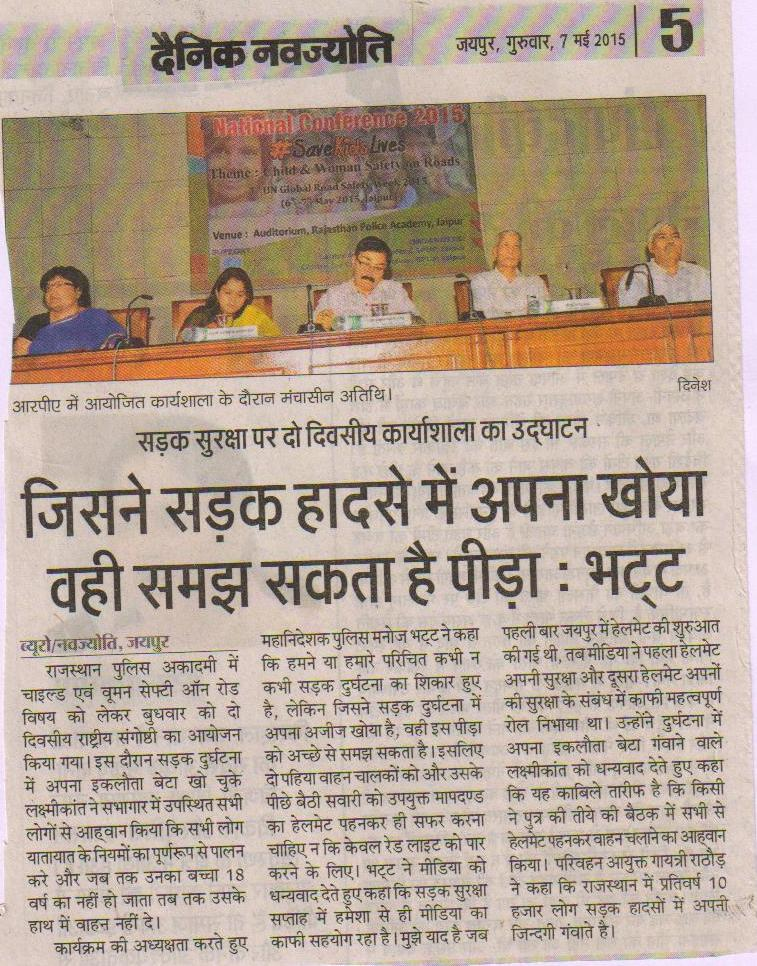 दैनिक नवज्योति
जयपुर, गुरुवार, 7 मई 2015
5
National Conference 2015
#SaveKidsLives
Theme : Child & Woman Safety on Roads
UN Global Road Safety Week 2015
(6th-7th May 2015, Jaipur)
Venue : Auditorium, Rajasthan Police Academy, Jaipur
दिनेश
आरपीए में आयोजित कार्यशाला के दौरान मंचासीन अतिथि।
सड़क सुरक्षा पर दो दिवसीय कार्याशाला का उद्घाटन
जिसने सड़क हादसे में अपना खोया
वही समझ सकता है पीड़ा : भट्ट
ब्यूरो/नवज्योति, जयपुर
राजस्थान पुलिस अकादमी में
चाइल्ड एवं वूमन सेफ्टी ऑन रोड
विषय को लेकर बुधवार को दो
दिवसीय राष्ट्रीय संगोष्ठी का आयोजन
किया गया। इस दौरान सड़क दुर्घटना
में अपना इकलौता बेटा खो चुके
लक्ष्मीकांत ने सभागार में उपस्थित सभी
लोगों से आह्वान किया कि सभी लोग
यातायात के नियमों का पूर्णरूप से पालन
करे और जब तक उनका बच्चा 18
वर्ष का नहीं हो जाता तब तक उसके
हाथ में वाहन नहीं दे।
कार्यक्रम की अध्यक्षता करते हुए
महानिदेशक पुलिस मनोज भट्ट ने कहा
कि हमने या हमारे परिचित कभी न
कभी सड़क दुर्घटना का शिकार हुए
है, लेकिन जिसने सड़क दुर्घटना में
अपना अजीज खोया है, वही इस पीड़ा
को अच्छे से समझ सकता है। इसलिए
दो पहिया वाहन चालकों को और उसके
पीछे बैठी सवारी को उपयुक्त मापदण्ड
का हेलमेट पहनकर ही सफर करना
चाहिए न कि केवल रेड लाइट को पार
करने के लिए। भट्ट ने मीडिया को
धन्यवाद देते हुए कहा कि सड़क सुरक्षा
सप्ताह में हमेशा से ही मीडिया का
काफी सहयोग रहा है। मुझे याद है जब
पहली बार जयपुर में हेलमेट की शुरुआत
की गई थी, तब मीडिया ने पहला हेलमेट
अपनी सुरक्षा और दूसरा हेलमेट अपनों
की सुरक्षा के संबंध में काफी महत्वपूर्ण
रोल निभाया था। उन्होंने दुर्घटना में
अपना इकलौता बेटा गंवाने वाले
लक्ष्मीकांत को धन्यवाद देते हुए कहा
कि यह काबिले तारीफ है कि किसी
ने पुत्र की तीये की बैठक में सभी से
हेलमेट पहनकर वाहन चलाने का आहवान
किया। परिवहन आयुक्त गायत्री राठौड़
ने कहा कि राजस्थान में प्रतिवर्ष 10
हजार लोग सड़क हादसों में अपनी
जिन्दगी गंवाते है।